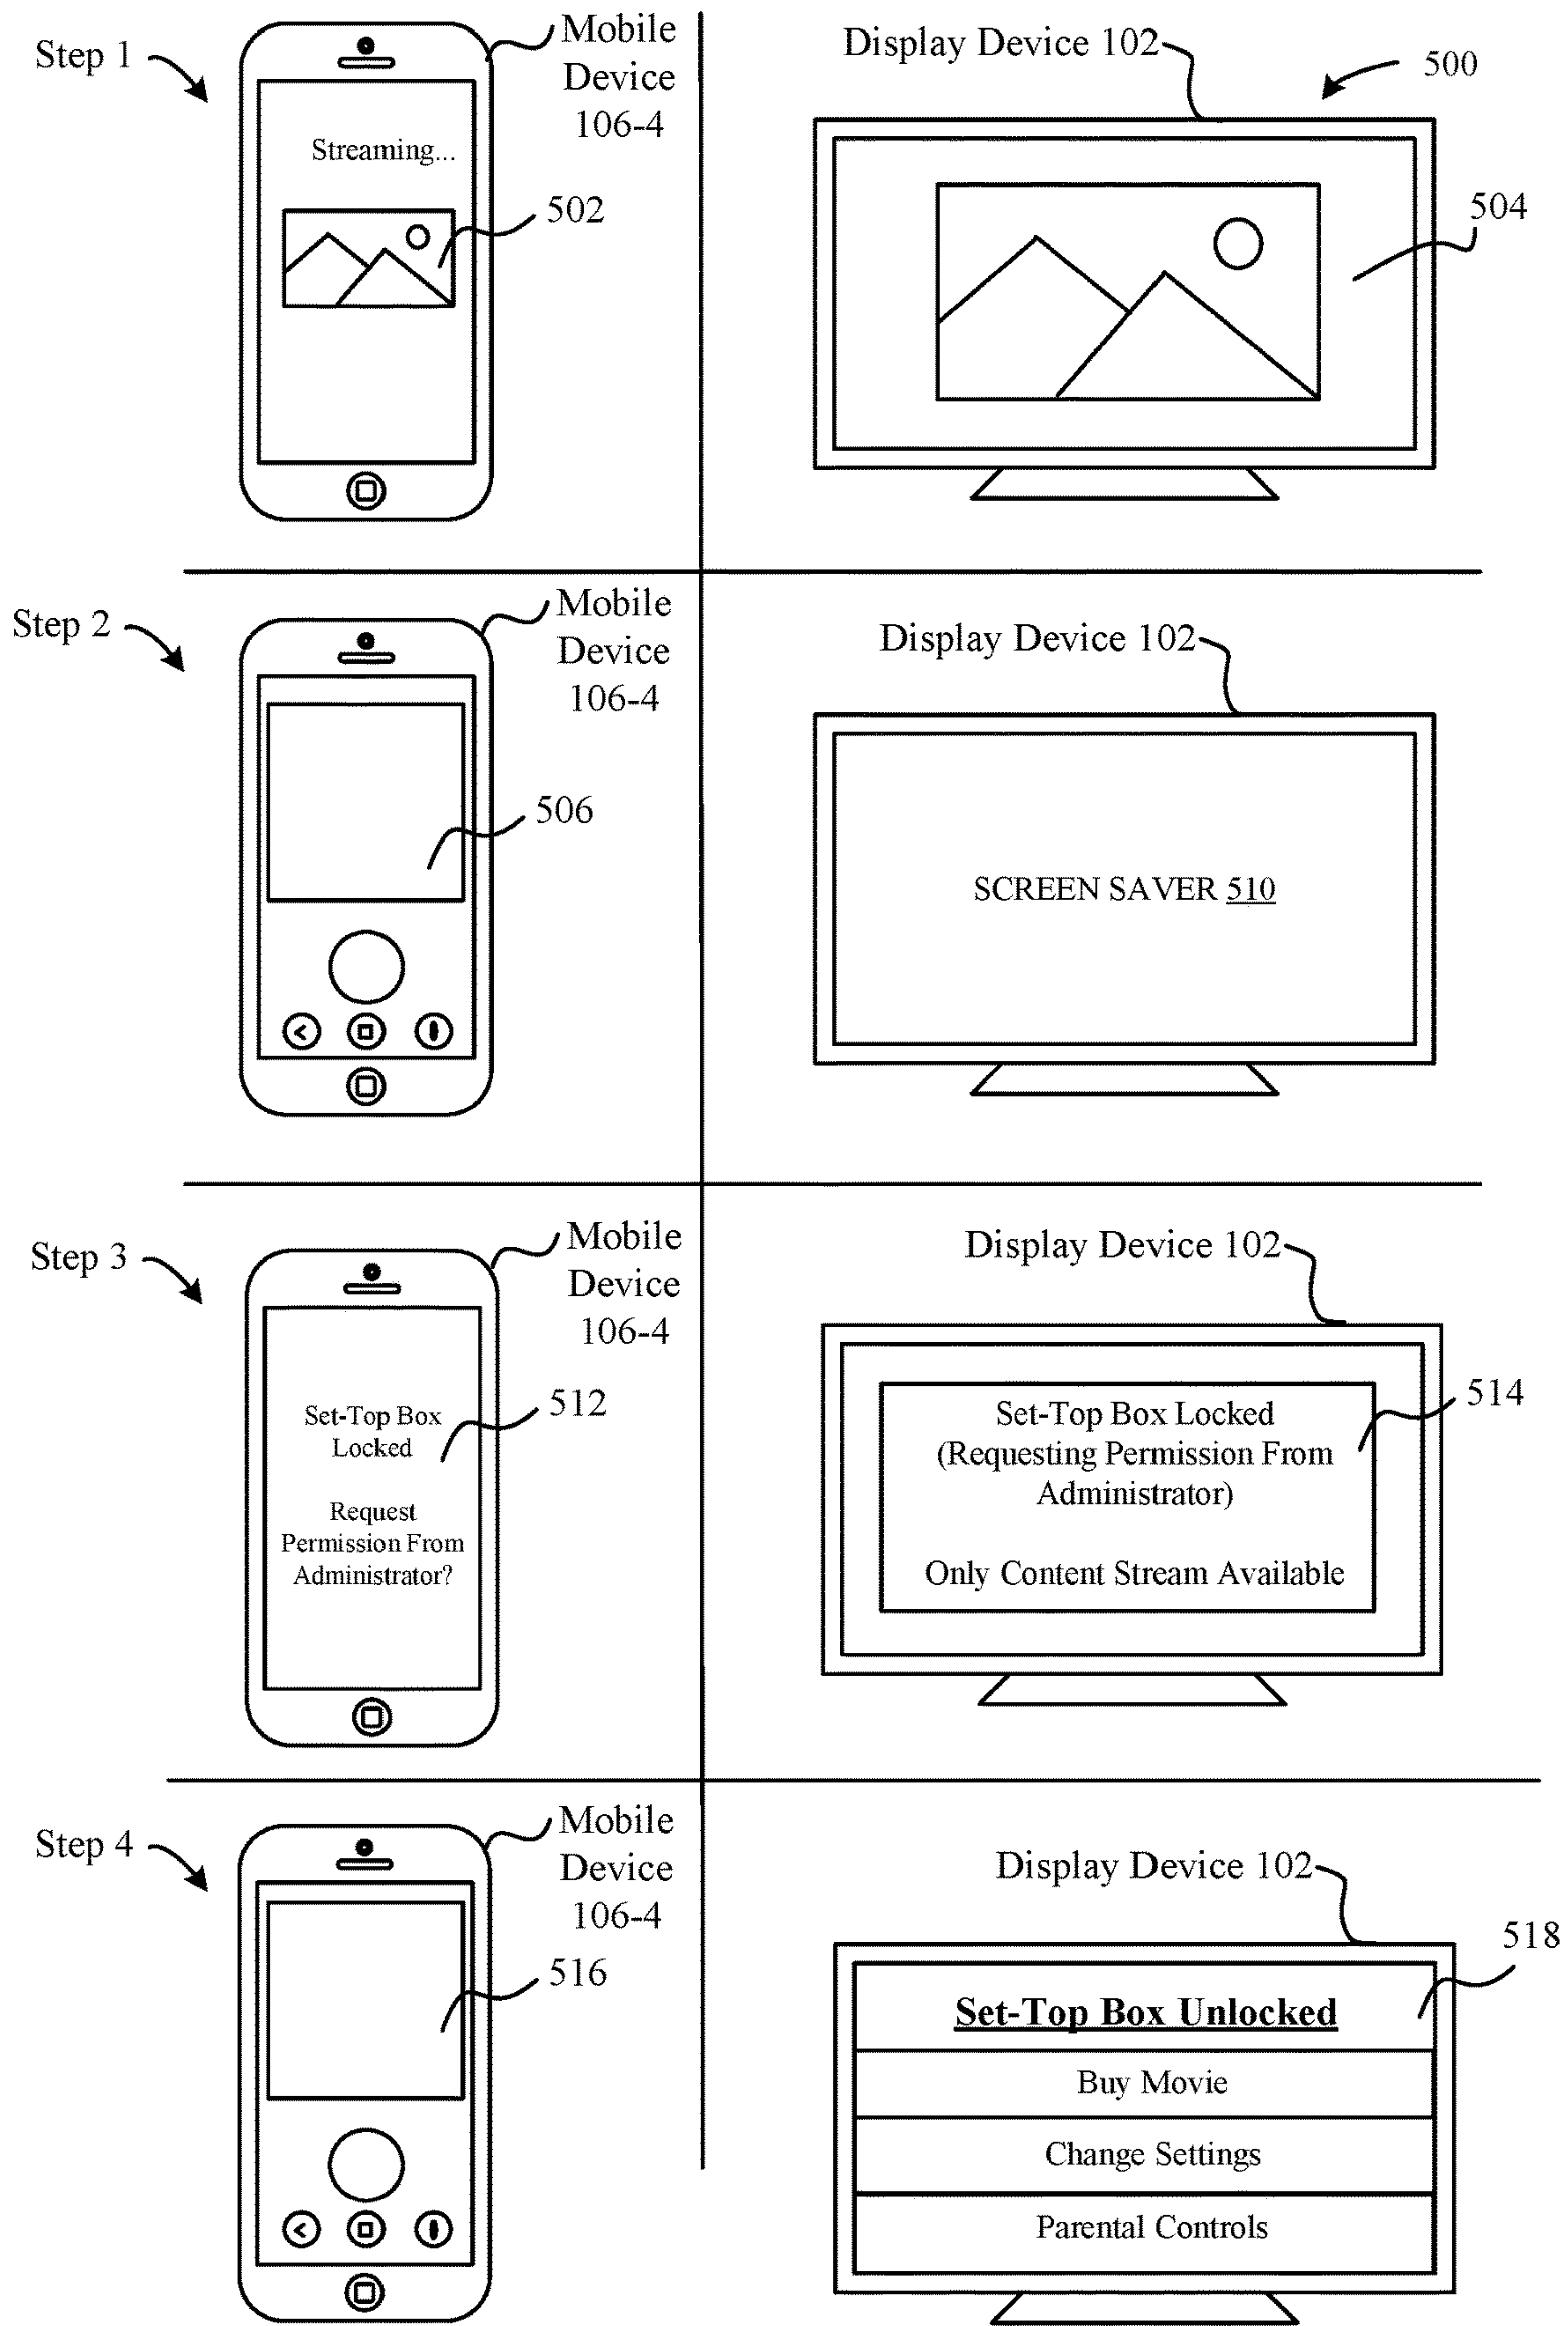 Step 1
Mobile
Device
106-4
Streaming...
502
Display Device 102
500
504
Step 2
Mobile
Device
106-4
506
Display Device 102
SCREEN SAVER 510
Step 3
Mobile
Device
106-4
Set-Top Box
Locked
Request
Permission From
Administrator?
512
Display Device 102
Set-Top Box Locked
(Requesting Permission From
Administrator)
Only Content Stream Available
514
Step 4
Mobile
Device
106-4
516
Display Device 102
518
Set-Top Box Unlocked
Buy Movie
Change Settings
Parental Controls